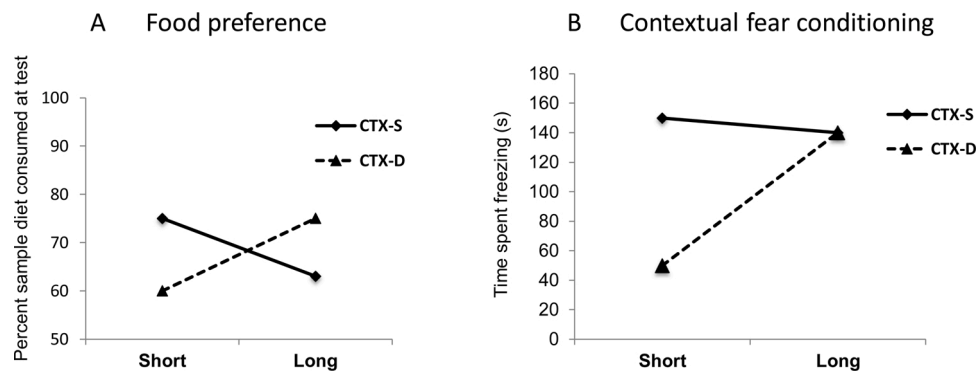 A Food preference
Percent sample diet consumed at test
100
90
80
70
60
50
CTX-S
CTX-D
Short Long
B Contextual fear conditioning
Time spent freezing (s)
180
160
140
120
100
80
60
40
20
0
CTX-S
CTX-D
Short Long